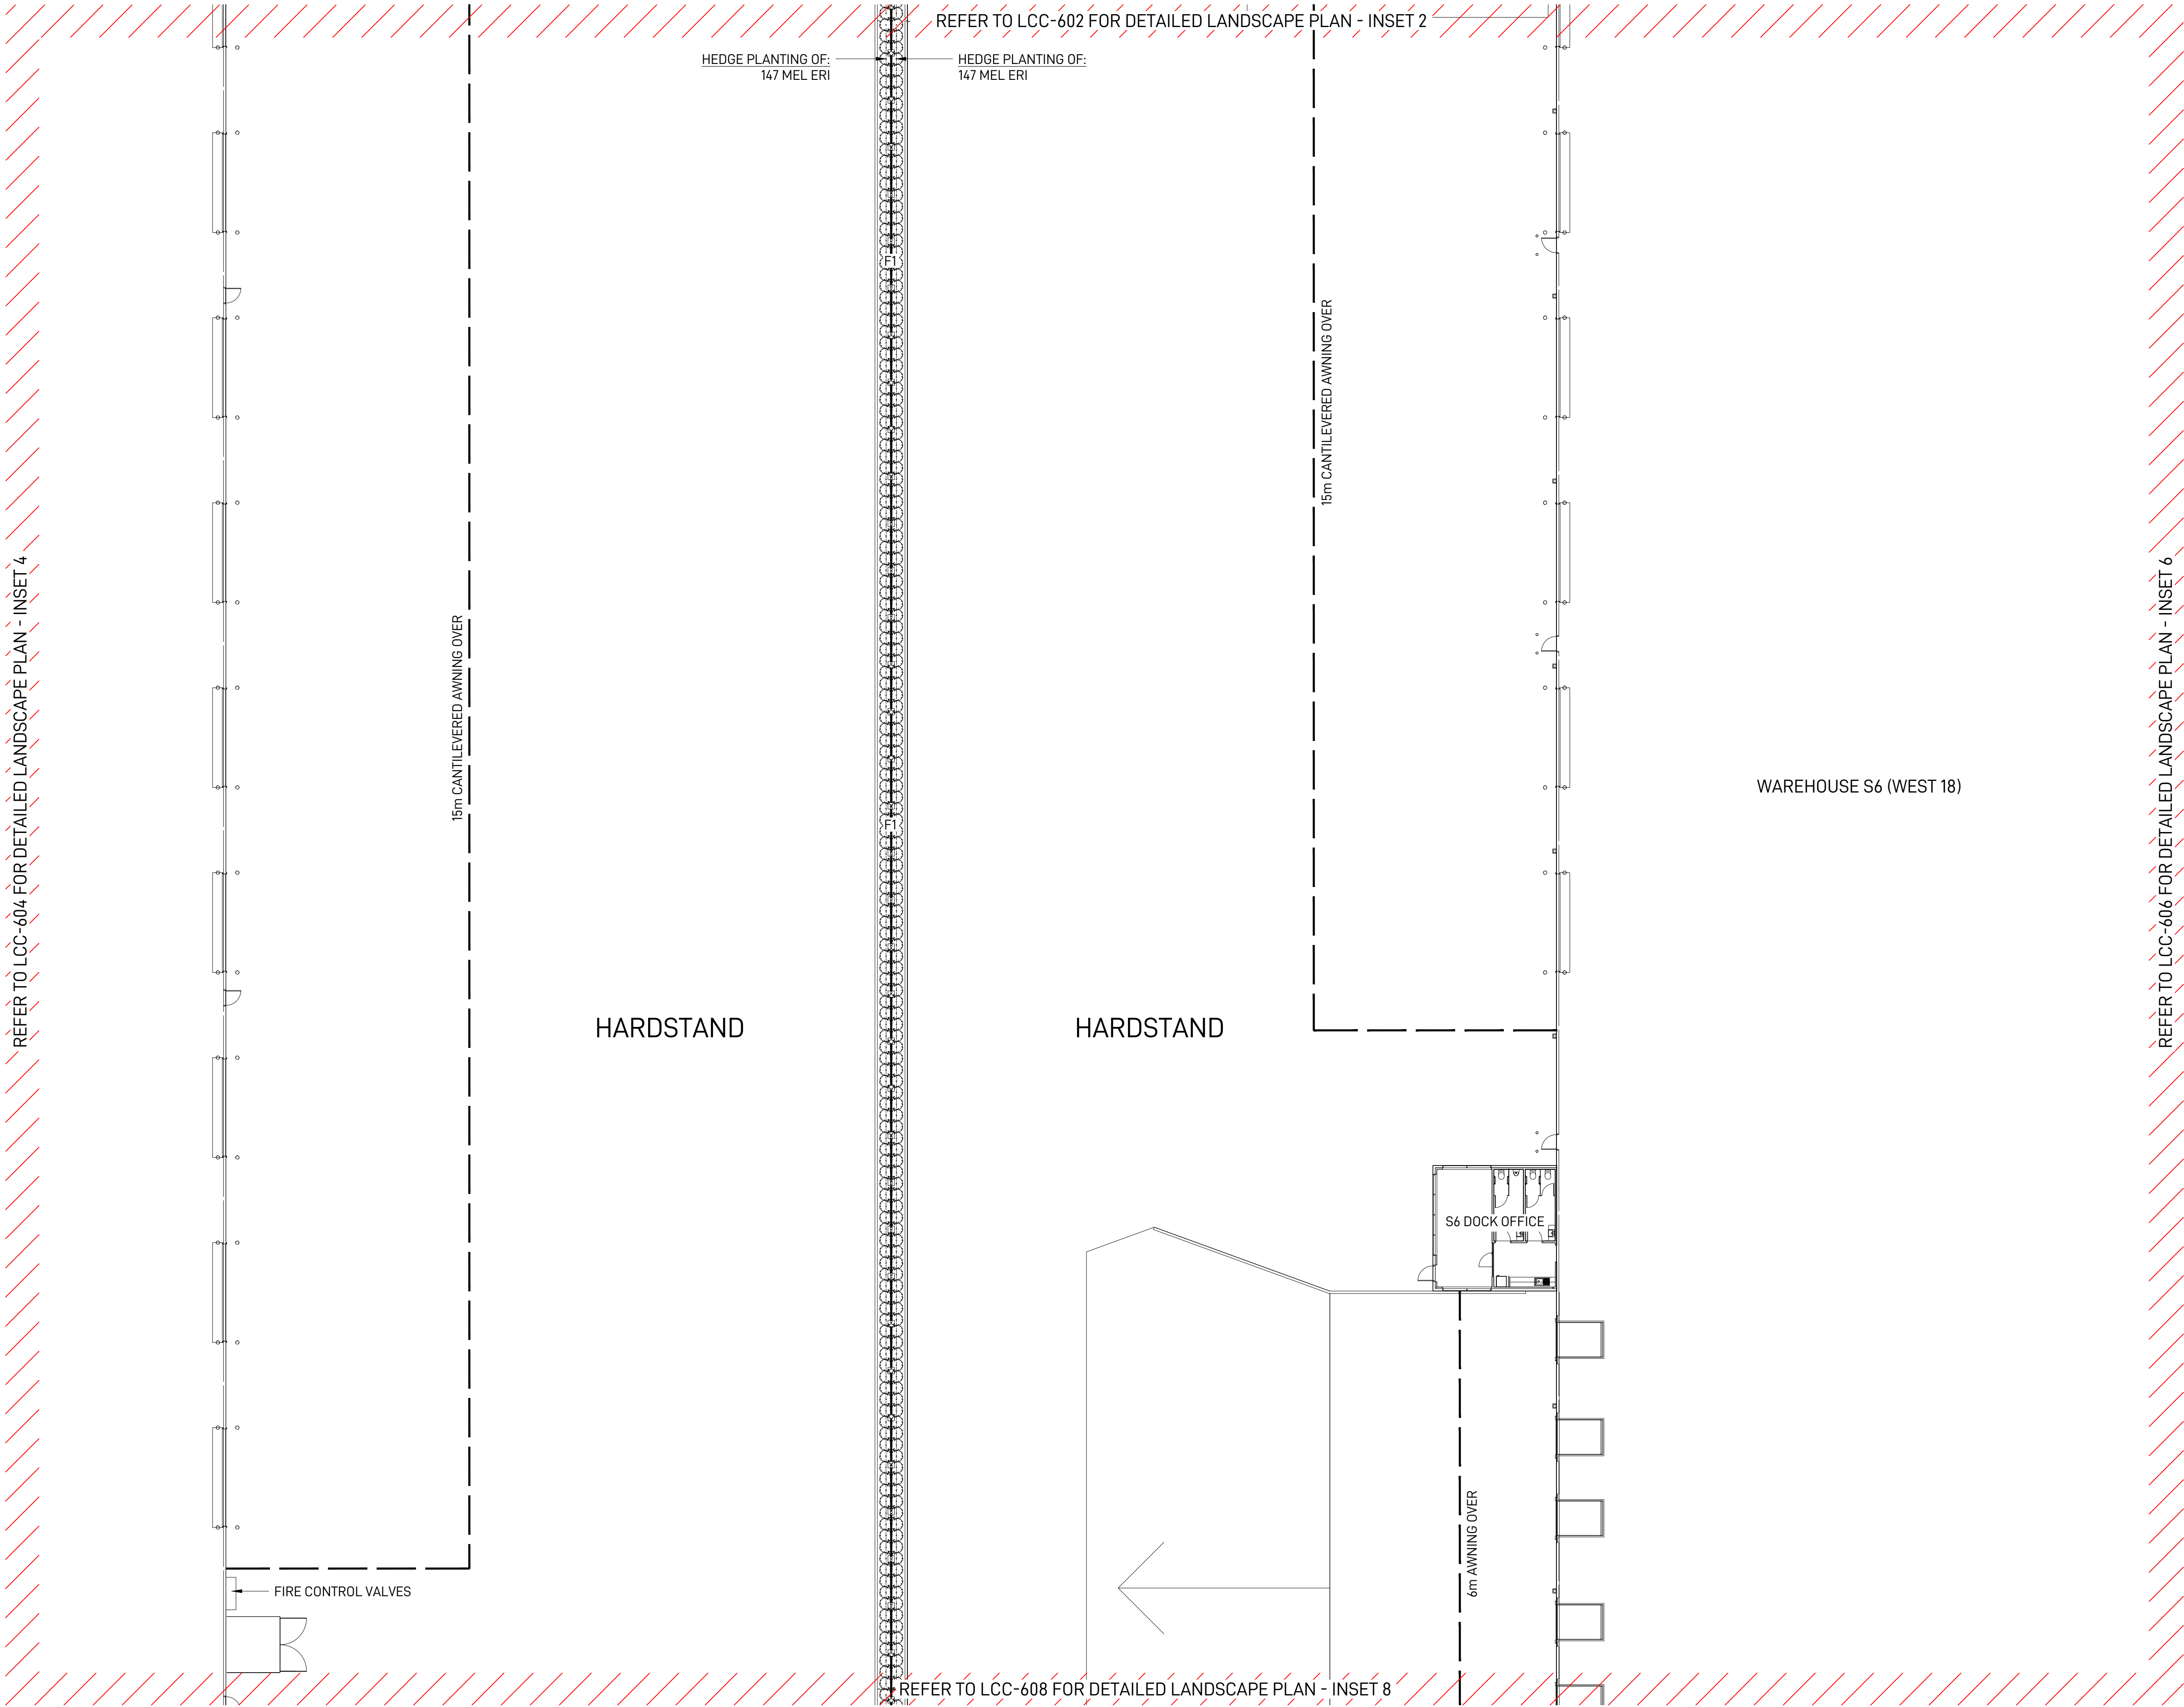 REFER TO LCC-602 FOR DETAILED LANDSCAPE PLAN - INSET 2
HEDGE PLANTING OF:
147 MEL ERI
HEDGE PLANTING OF:
147 MEL ERI
F1
15m CANTILEVERED AWNING OVER
REFER TO LCC-604 FOR DETAILED LANDSCAPE PLAN - INSET 4
15m CANTILEVERED AWNING OVER
F1
WAREHOUSE S6 (WEST 18)
REFER TO LCC-606 FOR DETAILED LANDSCAPE PLAN - INSET 6
HARDSTAND
HARDSTAND
S6 DOCK OFFICE
6m AWNING OVER
FIRE CONTROL VALVES
REFER TO LCC-608 FOR DETAILED LANDSCAPE PLAN - INSET 8